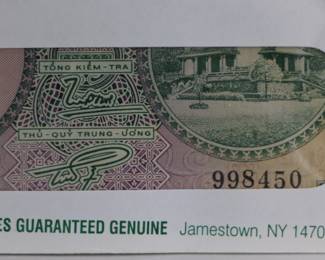 TỔNG KIỂM-TRA
THỦ-QUỸ TRUNG-ƯƠNG
998450
ES GUARANTEED GENUINE Jamestown, NY 1470